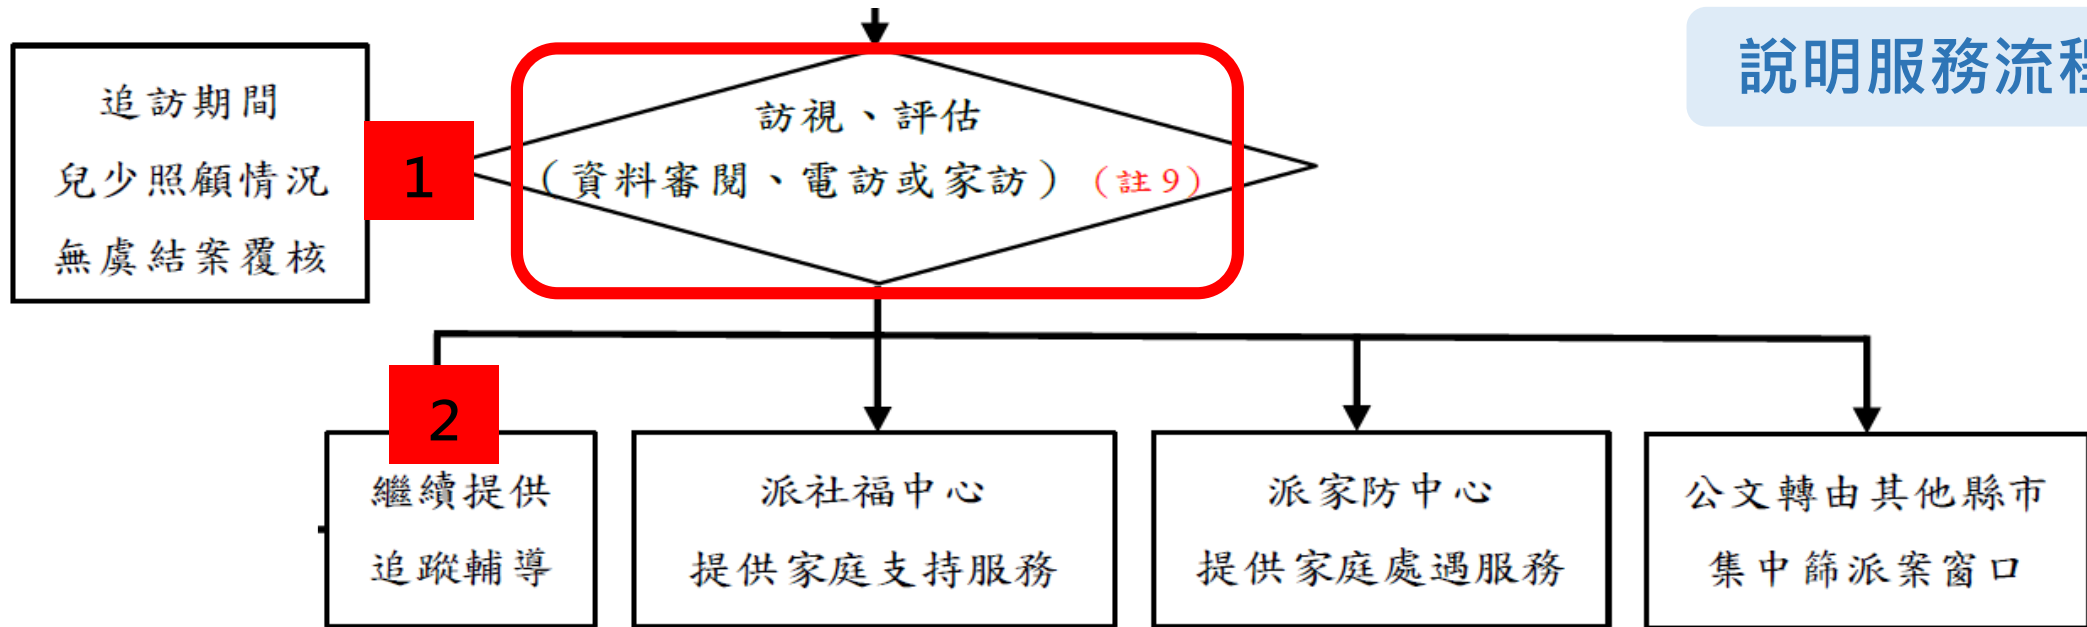 說明服務流程
追訪期間
兒少照顧情況
無虞結案覆核
1
訪視、評估
（資料審閱、電訪或家訪）（註9）
2
繼續提供
追蹤輔導
派社福中心
提供家庭支持服務
派家防中心
提供家庭處遇服務
公文轉由其他縣市
集中篩派案窗口